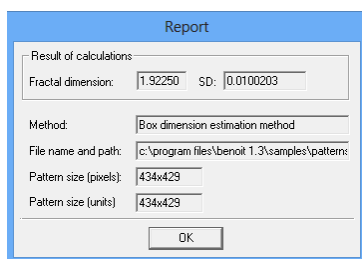 Report
Result of calculations
Fractal dimension: 1.92250 SD: 0.0100203
Method: Box dimension estimation method
File name and path: c:\program files\benoit 1.3\samples\patterns
Pattern size (pixels): 434x429
Pattern size (units) 434x429
OK